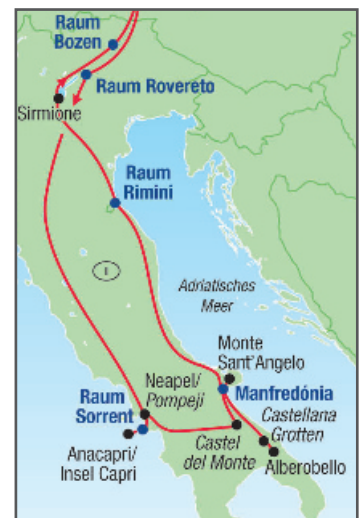 Raum
Bozen
Raum Rovereto
Sirmione
Raum
Rimini
I
Adriatisches
Meer
Monte
Sant'Angelo
Neapel/
Pompeji
Manfredónia
Raum
Sorrent
Castellana
Grotten
Anacapri/
Insel Capri
Castel
del Monte
Alberobello